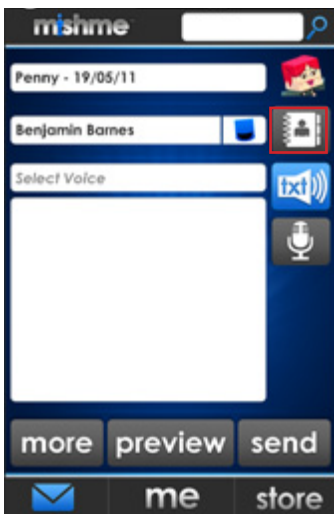 mishme
Penny - 19/05/11
Benjamin Barnes
Select Voice
txt
more preview send
me store